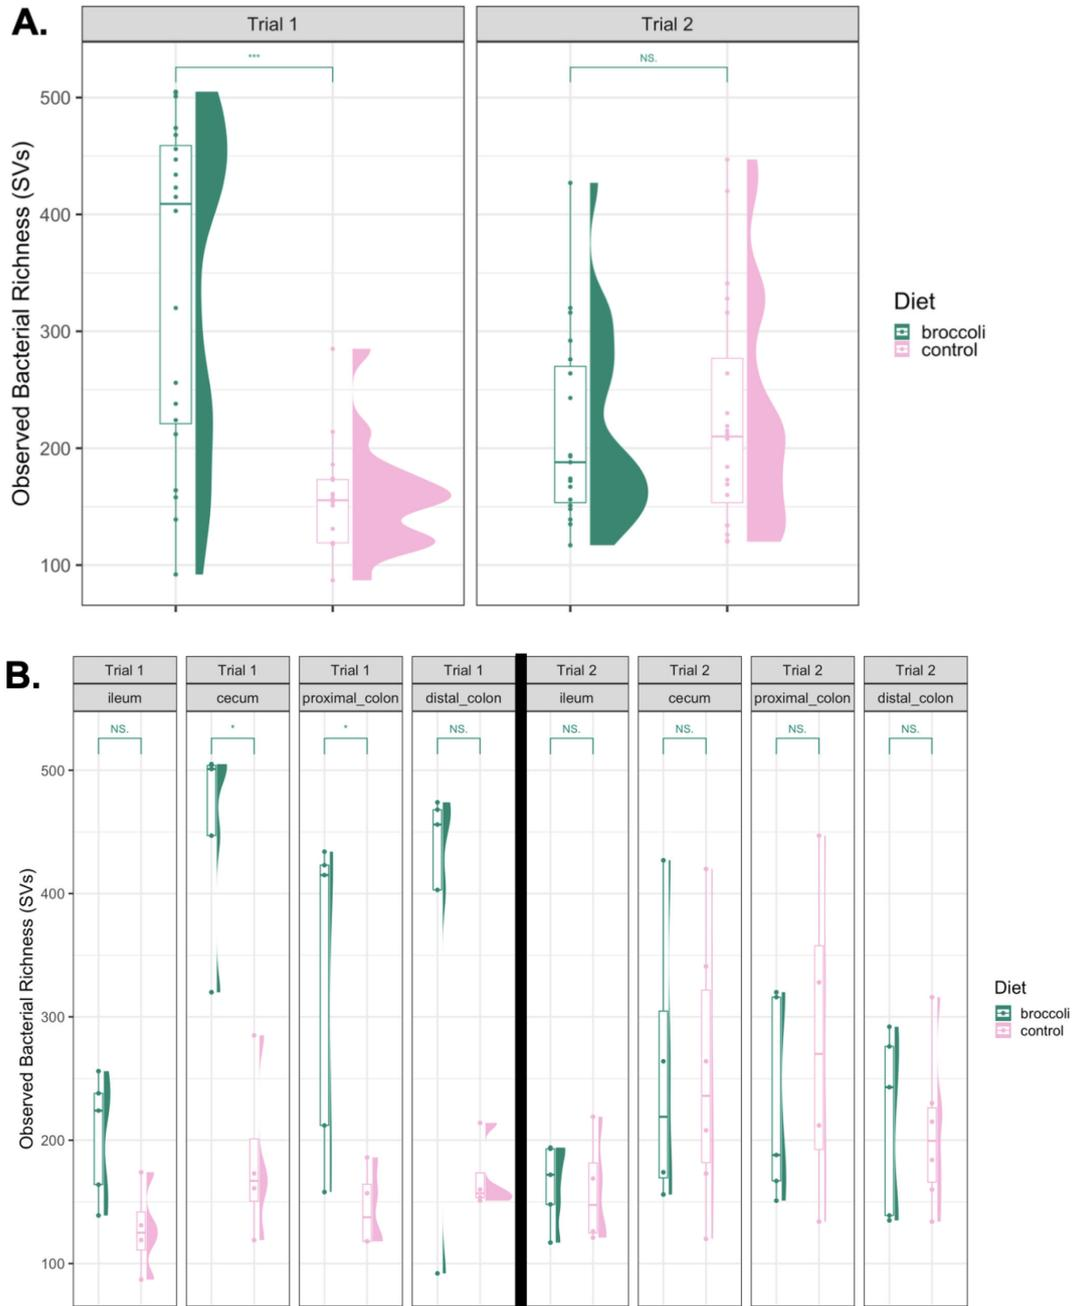 A.
Trial 1
Trial 2
***
NS.
Observed Bacterial Richness (SVs)
500
400
300
200
100
Diet
broccoli
control
B.
Trial 1
Trial 1
Trial 1
Trial 1
Trial 2
Trial 2
Trial 2
Trial 2
ileum
cecum
proximal_colon
distal_colon
ileum
cecum
proximal_colon
distal_colon
NS.
*
*
NS.
NS.
NS.
NS.
NS.
Observed Bacterial Richness (SVs)
500
400
300
200
100
Diet
broccoli
control